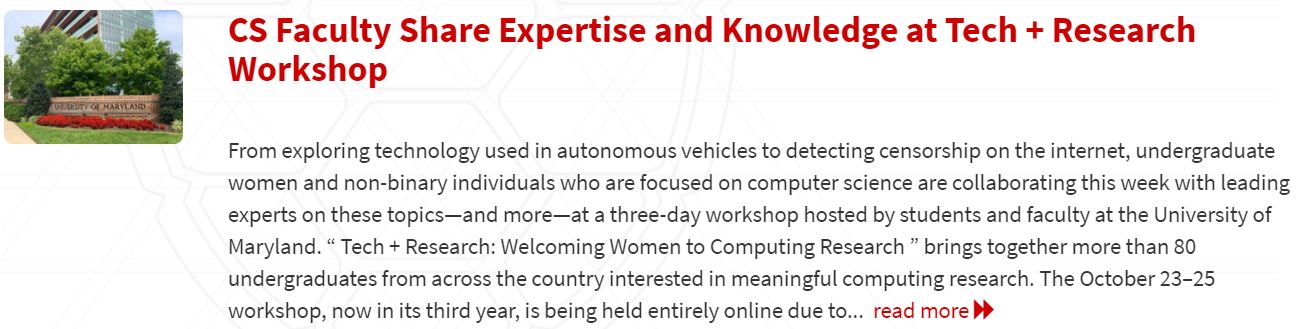 CS Faculty Share Expertise and Knowledge at Tech + Research
Workshop
UNIVERSITY OF MARYLAND
From exploring technology used in autonomous vehicles to detecting censorship on the internet, undergraduate
women and non-binary individuals who are focused on computer science are collaborating this week with leading
experts on these topics—and more—at a three-day workshop hosted by students and faculty at the University of
Maryland. “ Tech + Research: Welcoming Women to Computing Research ” brings together more than 80
undergraduates from across the country interested in meaningful computing research. The October 23–25
workshop, now in its third year, is being held entirely online due to... read more